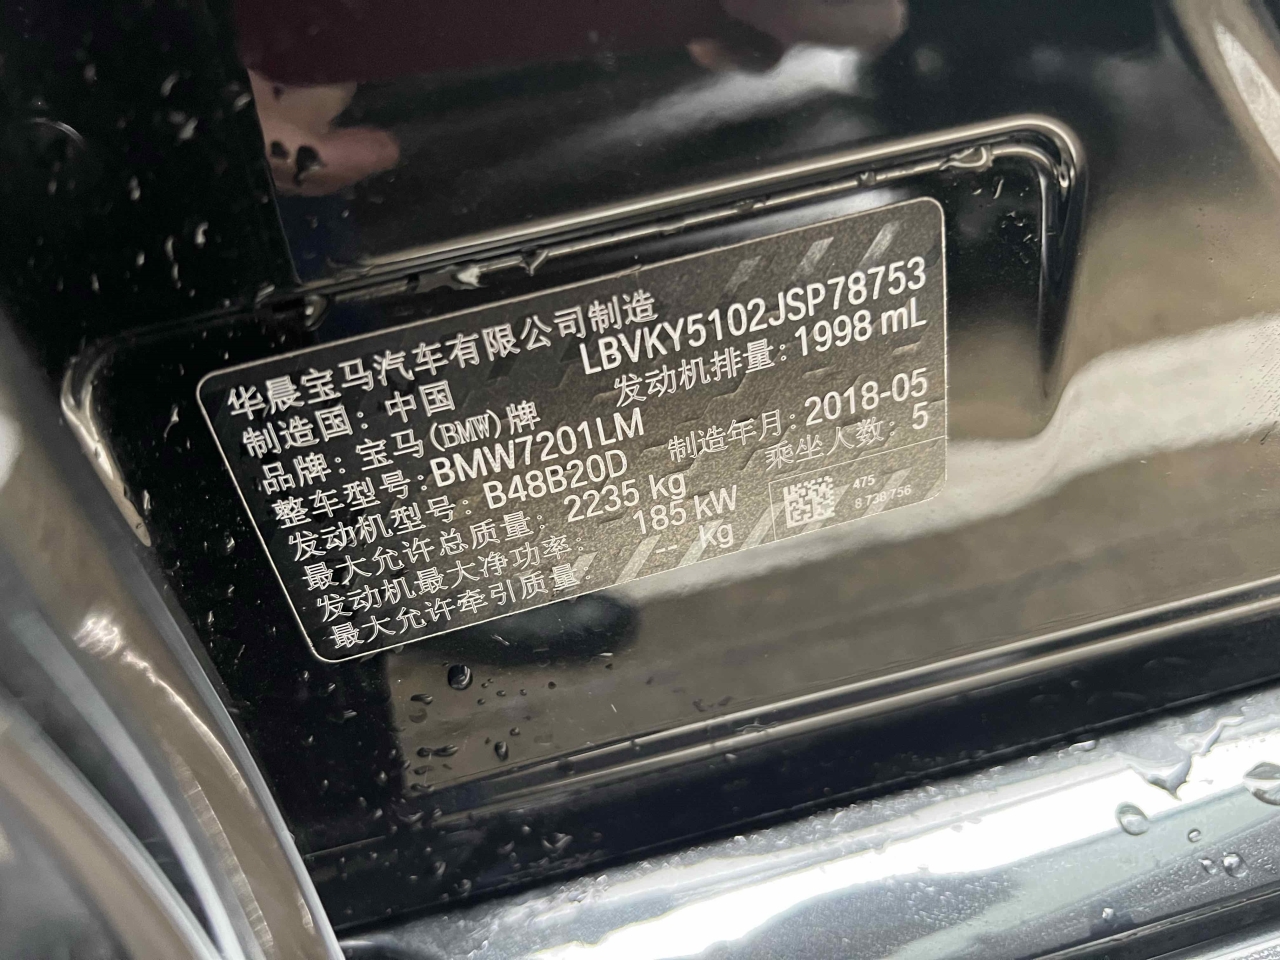 华晨宝马汽车有限公司制造
制造国：中国 LBVKY5102JSP78753
品牌：宝马(BMW)牌 发动机排量：1998 mL
整车型号：BMW7201LM
发动机型号：B48B20D 制造年月：2018-05
最大允许总质量：2235 kg 乘坐人数：5
发动机最大净功率：185 kW
最大允许牵引质量：-- Kg
475
8 738 756